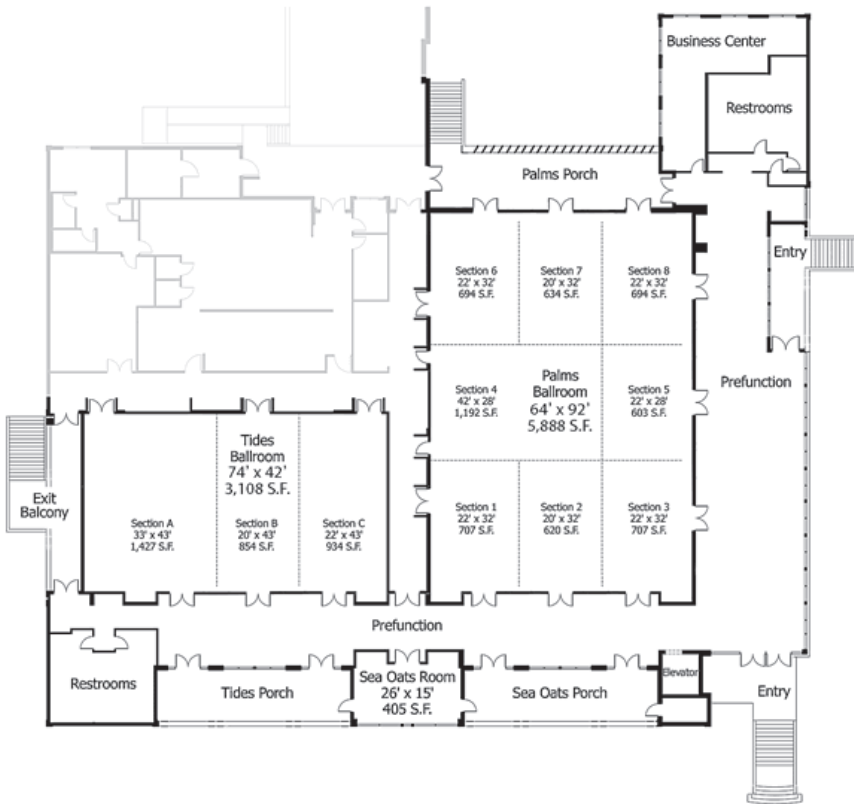 Business Center
Restrooms
Palms Porch
Entry
Section 6
22' x 32'
694 S.F.
Section 7
20' x 32'
634 S.F.
Section 8
22' x 32'
694 S.F.
Section 4
42' x 28'
1,192 S.F.
Palms
Ballroom
64' x 92'
5,888 S.F.
Section 5
22' x 28'
603 S.F.
Prefunction
Section 1
22' x 32'
707 S.F.
Section 2
20' x 32'
620 S.F.
Section 3
22' x 32'
707 S.F.
Tides
Ballroom
74' x 42'
3,108 S.F.
Exit
Balcony
Section A
33' x 43'
1,427 S.F.
Section B
20' x 43'
854 S.F.
Section C
22' x 43'
934 S.F.
Prefunction
Restrooms
Tides Porch
Sea Oats Room
26' x 15'
405 S.F.
Sea Oats Porch
Elevator
Entry